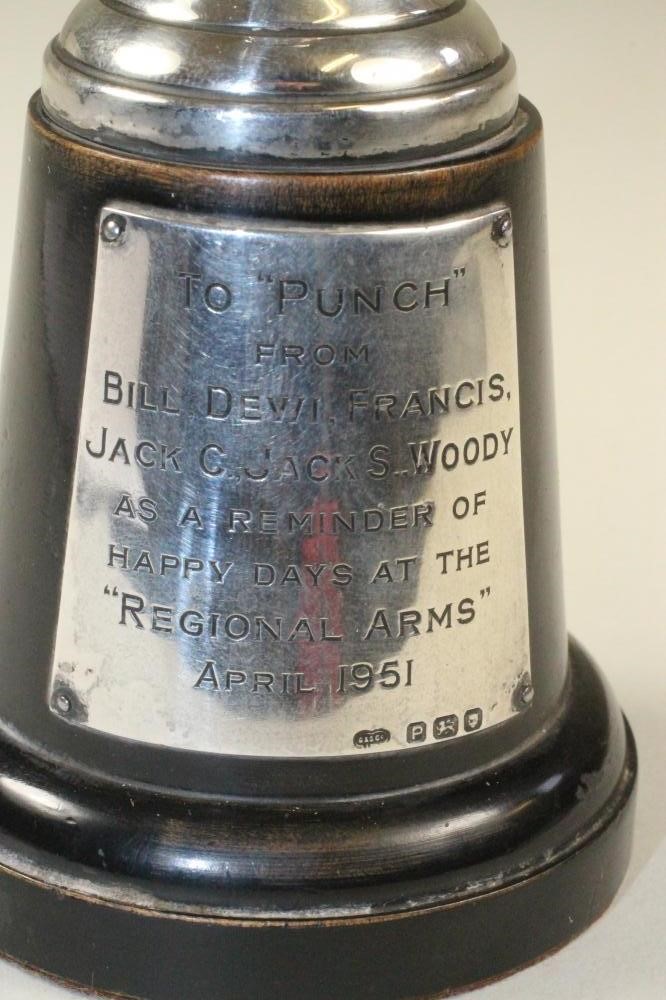 To "Punch"
from
Bill, Dewi, Francis,
Jack C., Jack S., Woody
as a reminder of
happy days at the
"Regional Arms"
April 1951
P